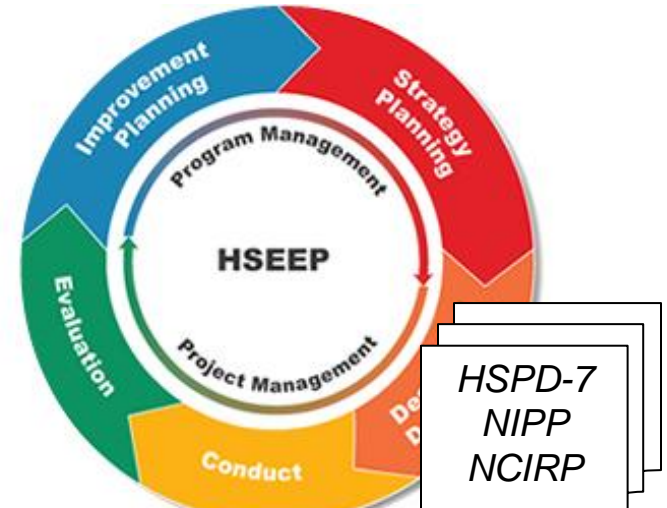 Improvement
Planning
Strategy
Planning
Program Management
HSEEP
Project Management
Evaluation
Conduct
HSPD-7
NIPP
NCIRP